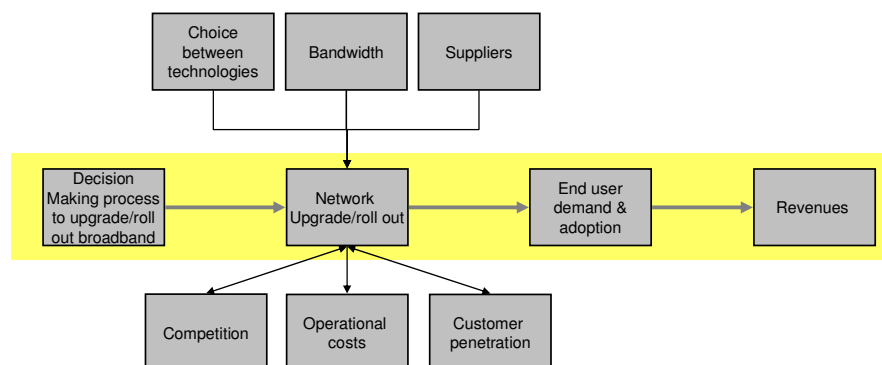 Choice
between
technologies
Bandwidth
Suppliers
Decision
Making process
to upgrade/roll
out broadband
Network
Upgrade/roll out
End user
demand &
adoption
Revenues
Competition
Operational
costs
Customer
penetration